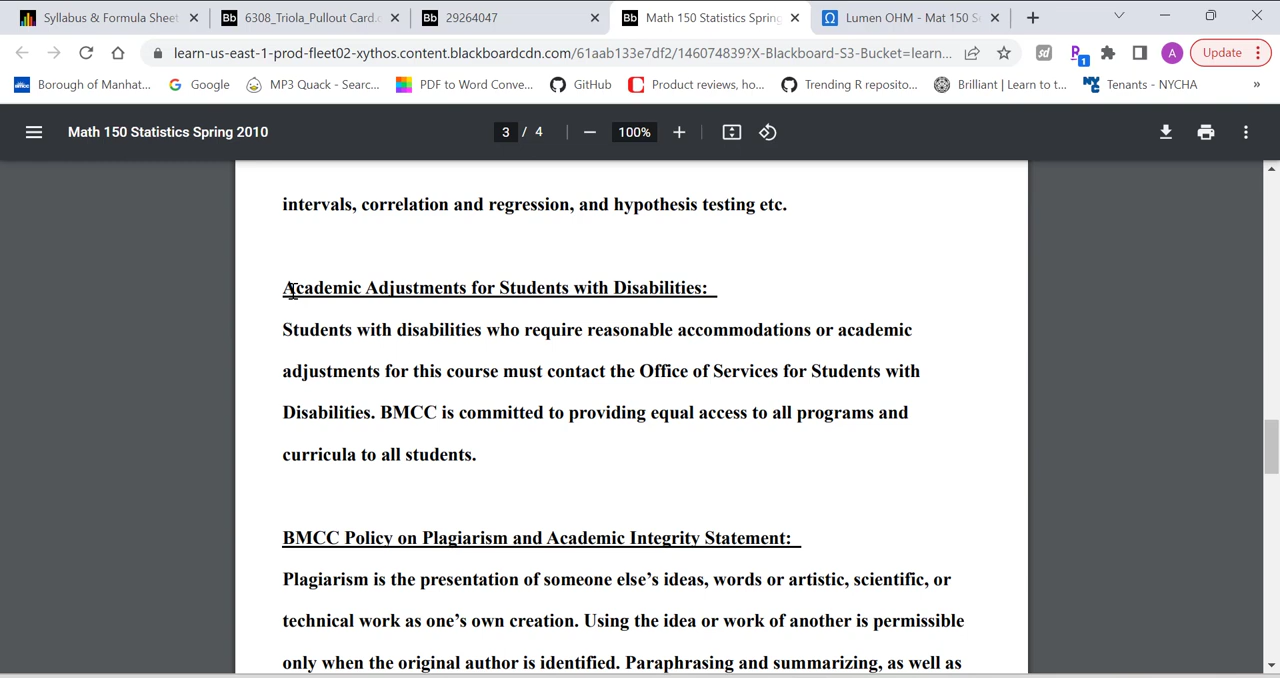 Syllabus & Formula Sheet
6308_Triola_Pullout Card.
29264047
Math 150 Statistics Spring
Lumen OHM - Mat 150 S
learn-us-east-1-prod-fleet02-xythos.content.blackboardcdn.com/61aab133e7df2/146074839?X-Blackboard-S3-Bucket=learn...
Update
Borough of Manhat...
Google
MP3 Quack - Searc...
PDF to Word Conve...
GitHub
Product reviews, ho...
Trending R reposito...
Brilliant | Learn to t...
Tenants - NYCHA
»
Math 150 Statistics Spring 2010
3 / 4
100%
intervals, correlation and regression, and hypothesis testing etc.
Academic Adjustments for Students with Disabilities:
Students with disabilities who require reasonable accommodations or academic
adjustments for this course must contact the Office of Services for Students with
Disabilities. BMCC is committed to providing equal access to all programs and
curricula to all students.
BMCC Policy on Plagiarism and Academic Integrity Statement:
Plagiarism is the presentation of someone else's ideas, words or artistic, scientific, or
technical work as one's own creation. Using the idea or work of another is permissible
only when the original author is identified. Paraphrasing and summarizing, as well as